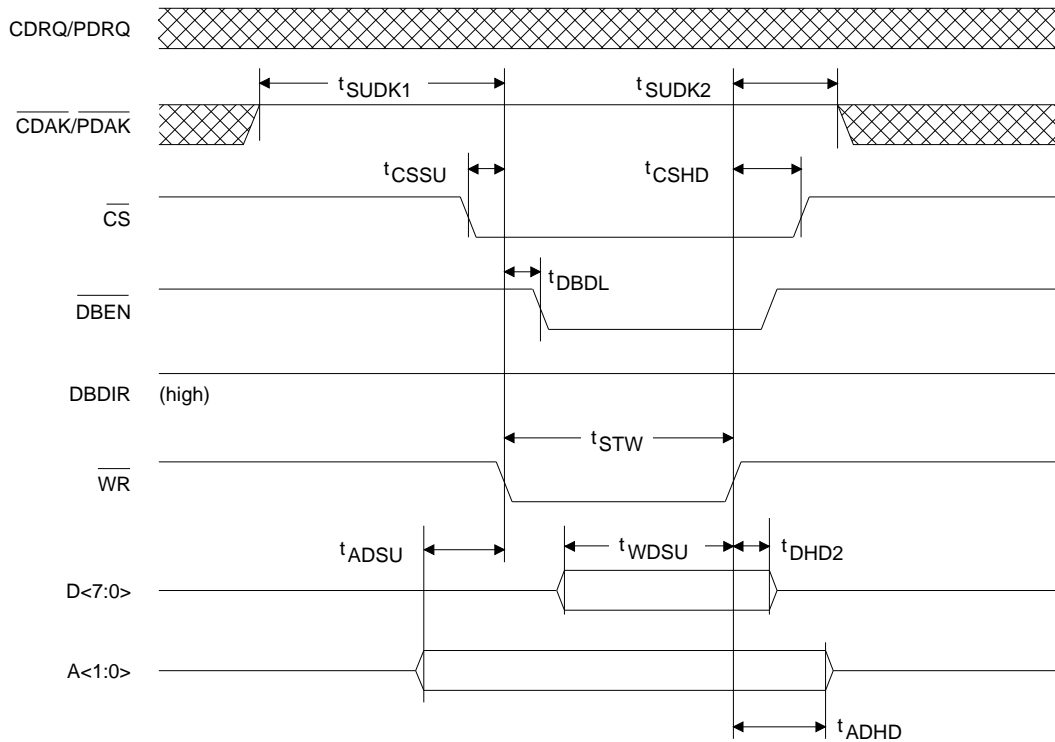 CDRQ/PDRQ
tSUDK1
tSUDK2
CDAK/PDAK
tCSSU
tCSHD
CS
tDBDL
DBEN
DBDIR (high)
tSTW
WR
tADSU
tWDSU
tDHD2
D<7:0>
A<1:0>
tADHD